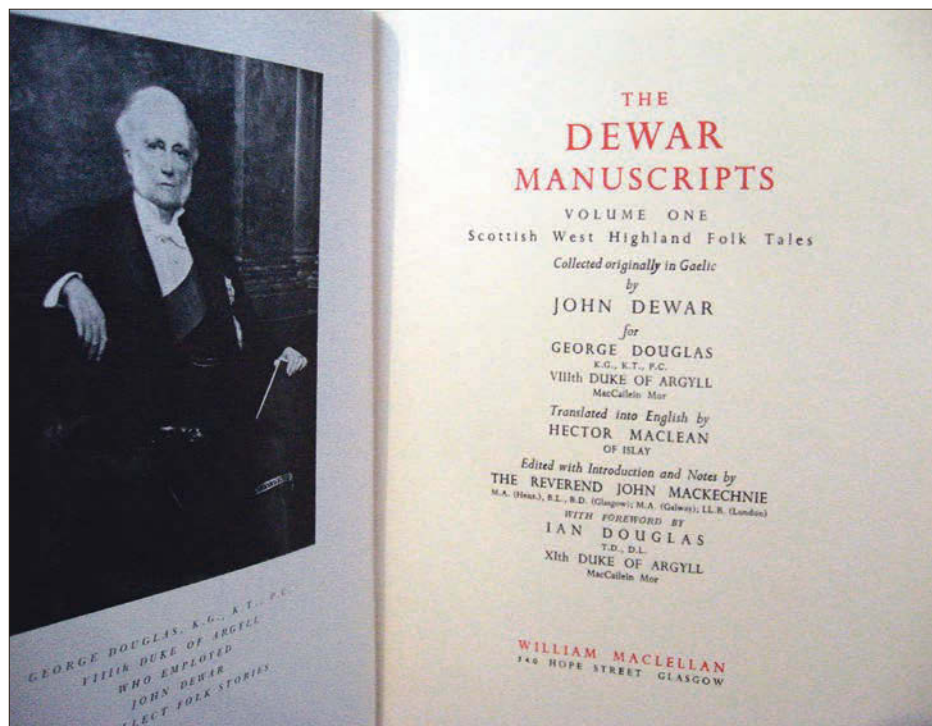 GEORGE DOUGLAS, K.G., K.T., P.C.
VIIIth DUKE OF ARGYLL
WHO EMPLOYED
JOHN DEWAR
FOLK STORIES
THE
DEWAR
MANUSCRIPTS
VOLUME ONE
Scottish West Highland Folk Tales
Collected originally in Gaelic
by
JOHN DEWAR
for
GEORGE DOUGLAS
K.G., K.T., P.C.
VIIIth DUKE OF ARGYLL
MacCailein Mor
Translated into English by
HECTOR MACLEAN
OF ISLAY
Edited with Introduction and Notes by
THE REVEREND JOHN MACKECHNIE
M.A. (Hons.), B.L., B.D. (Glasgow); M.A. (Galway); LL.B. (London)
WITH FOREWORD BY
IAN DOUGLAS
T.D., D.L.
XIth DUKE OF ARGYLL
MacCailein Mor
WILLIAM MACLELLAN
240 HOPE STREET GLASGOW